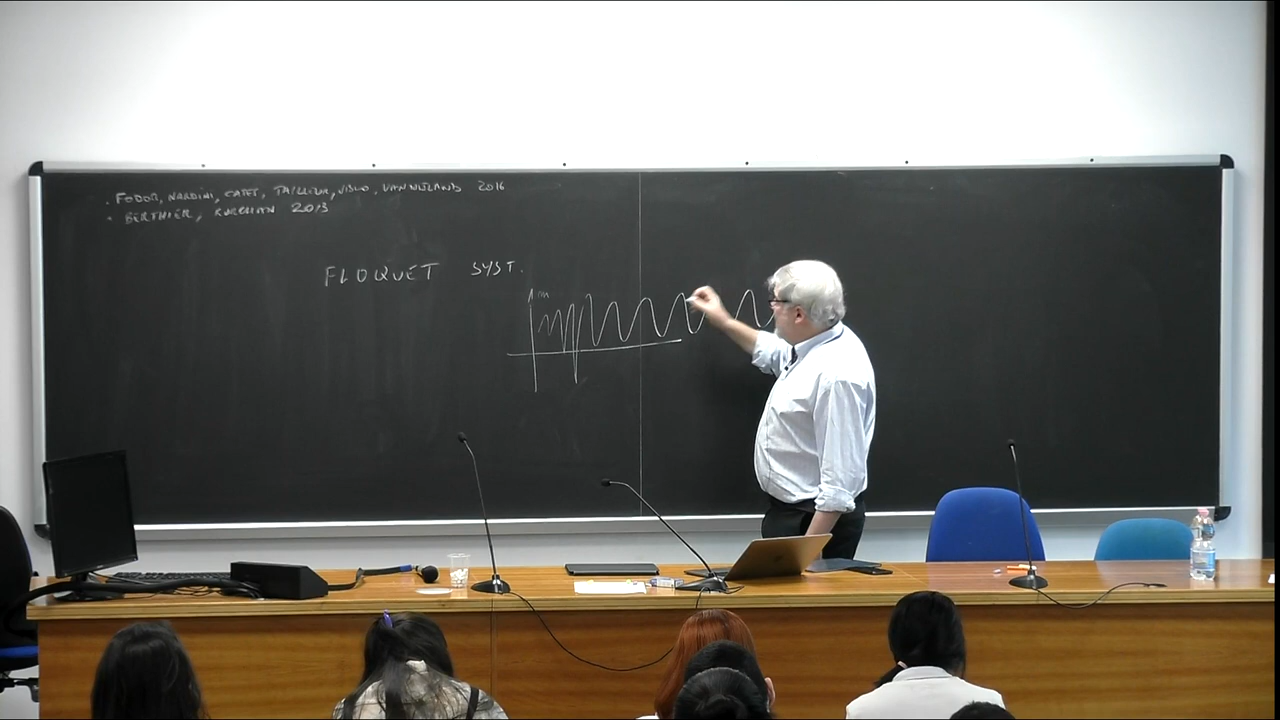 . FODOR, NARDINI, CATES, TAILLEUR, VISCO, VAN WIJLAND 2016
• BERTHIER, KURCHAN 2013
FLOQUET SYST.
m